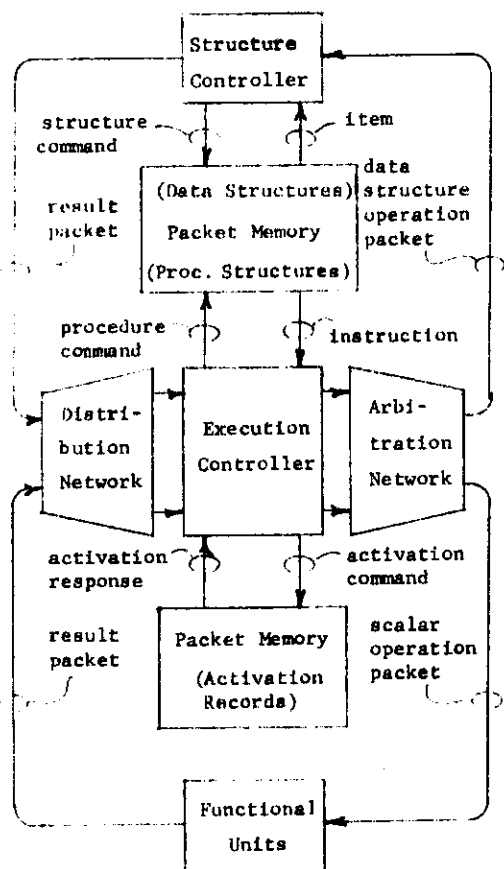 Structure
Controller
structure
command
item
result
packet
(Data Structures)
Packet Memory
(Proc. Structures)
data
structure
operation
packet
procedure
command
instruction
Distri-
bution
Network
Execution
Controller
Arbi-
tration
Network
activation
response
activation
command
result
packet
Packet Memory
(Activation
Records)
scalar
operation
packet
Functional
Units